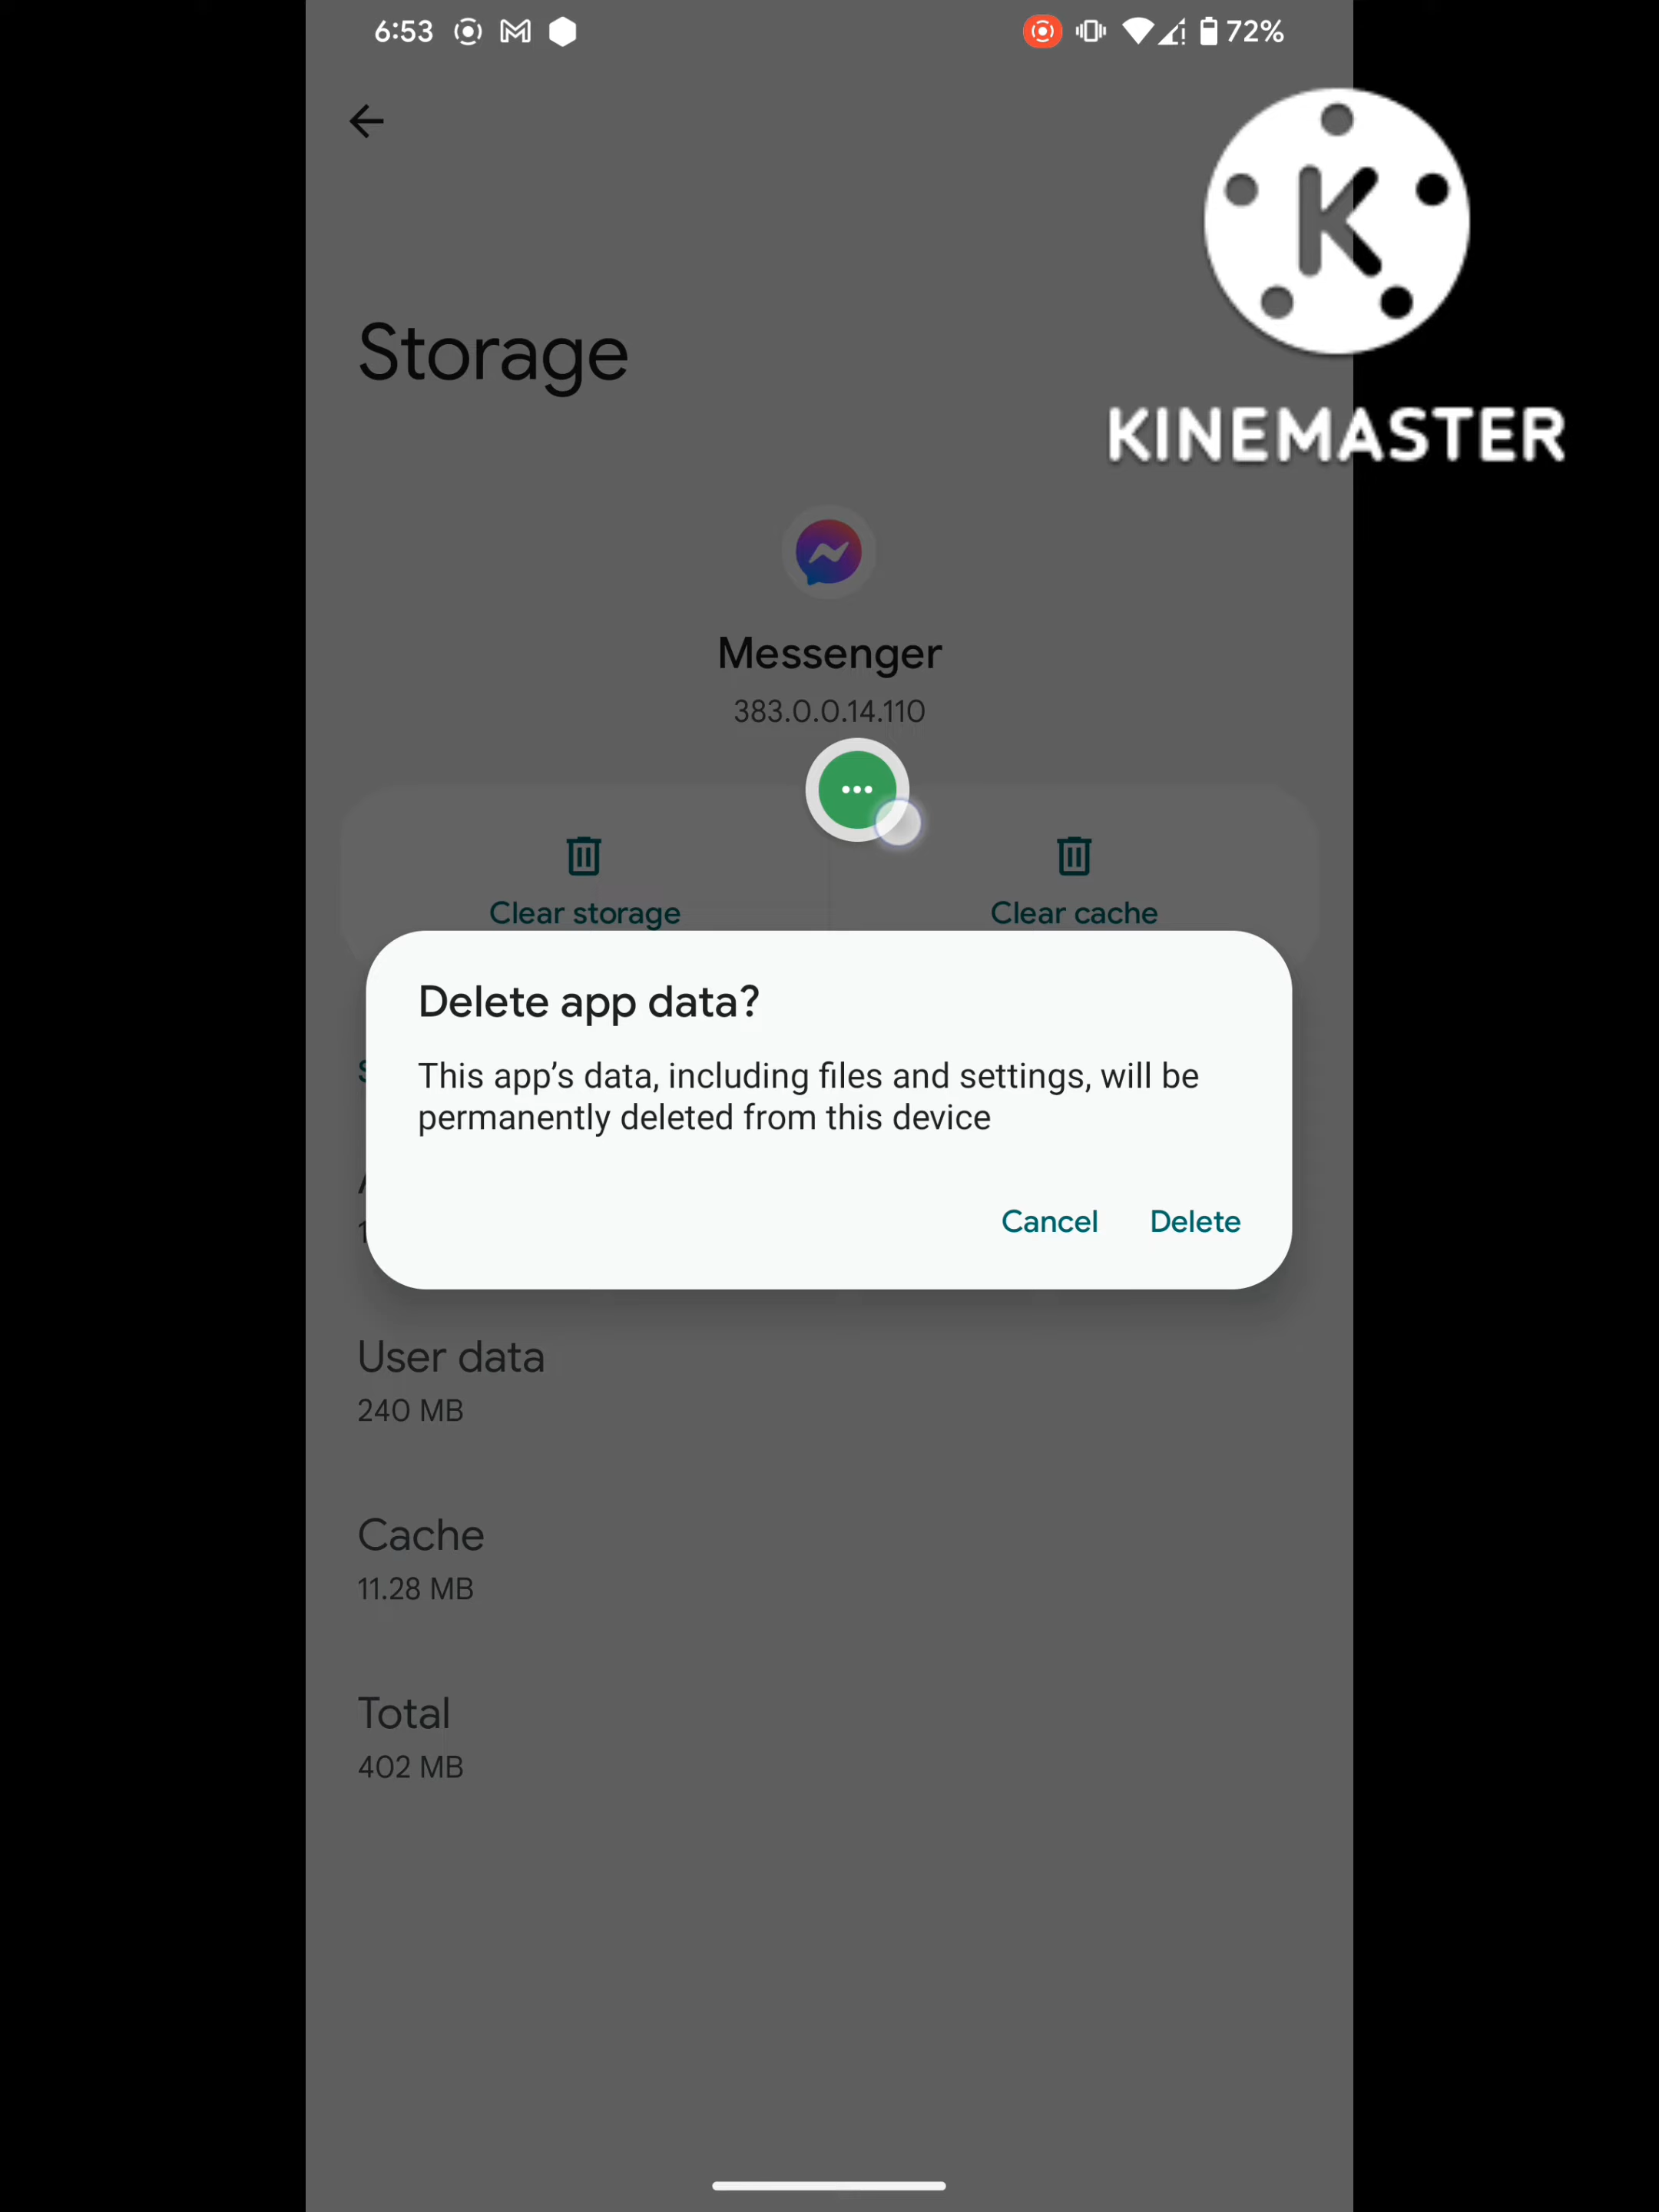 6:53
72%
KINEMASTER
Storage
Messenger
383.0.0.14.110
Clear storage
Clear cache
Delete app data?
This app’s data, including files and settings, will be
permanently deleted from this device
Cancel
Delete
User data
240 MB
Cache
11.28 MB
Total
402 MB